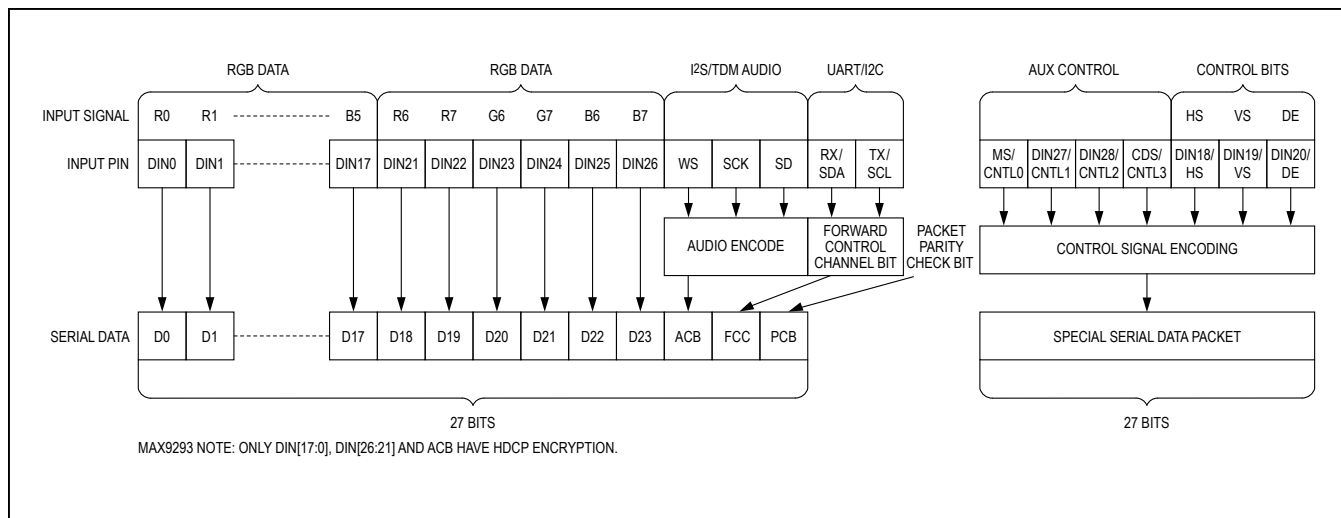 RGB DATA RGB DATA I²S/TDM AUDIO UART/I2C AUX CONTROL CONTROL BITS
INPUT SIGNAL R0 R1 B5 R6 R7 G6 G7 B6 B7 HS VS DE
INPUT PIN DIN0 DIN1 DIN17 DIN21 DIN22 DIN23 DIN24 DIN25 DIN26 WS SCK SD RX/ SDA TX/ SCL MS/ CNTL0 DIN27/ CNTL1 DIN28/ CNTL2 CDS/ CNTL3 DIN18/ HS DIN19/ VS DIN20/ DE
AUDIO ENCODE
FORWARD
CONTROL
CHANNEL BIT
PACKET
PARITY
CHECK BIT
CONTROL SIGNAL ENCODING
SERIAL DATA D0 D1 D17 D18 D19 D20 D21 D22 D23 ACB FCC PCB SPECIAL SERIAL DATA PACKET
27 BITS 27 BITS
MAX9293 NOTE: ONLY DIN[17:0], DIN[26:21] AND ACB HAVE HDCP ENCRYPTION.